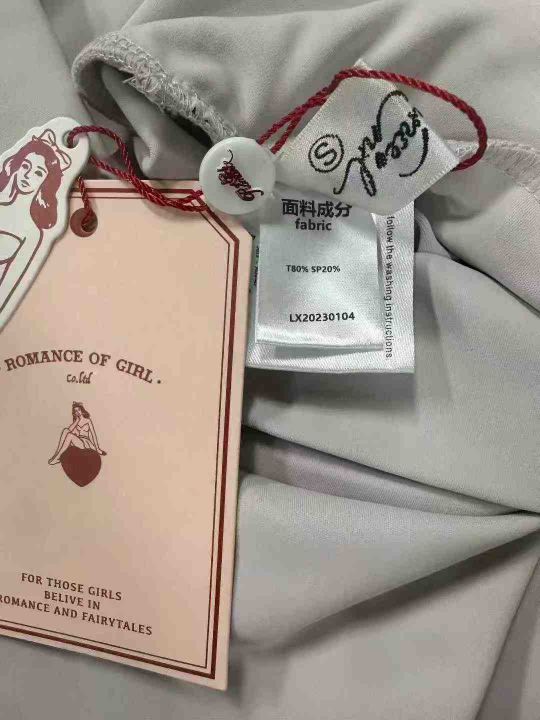 S
面料成分
fabric
T80% SP20%
LX20230104
follow the washing instructions
ROMANCE OF GIRL.
co.ltd
FOR THOSE GIRLS
BELIVE IN
ROMANCE AND FAIRYTALES